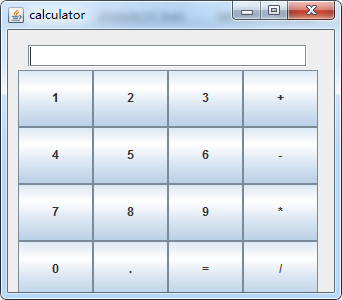 calculator
1 2 3 +
4 5 6 -
7 8 9 *
0 . = /